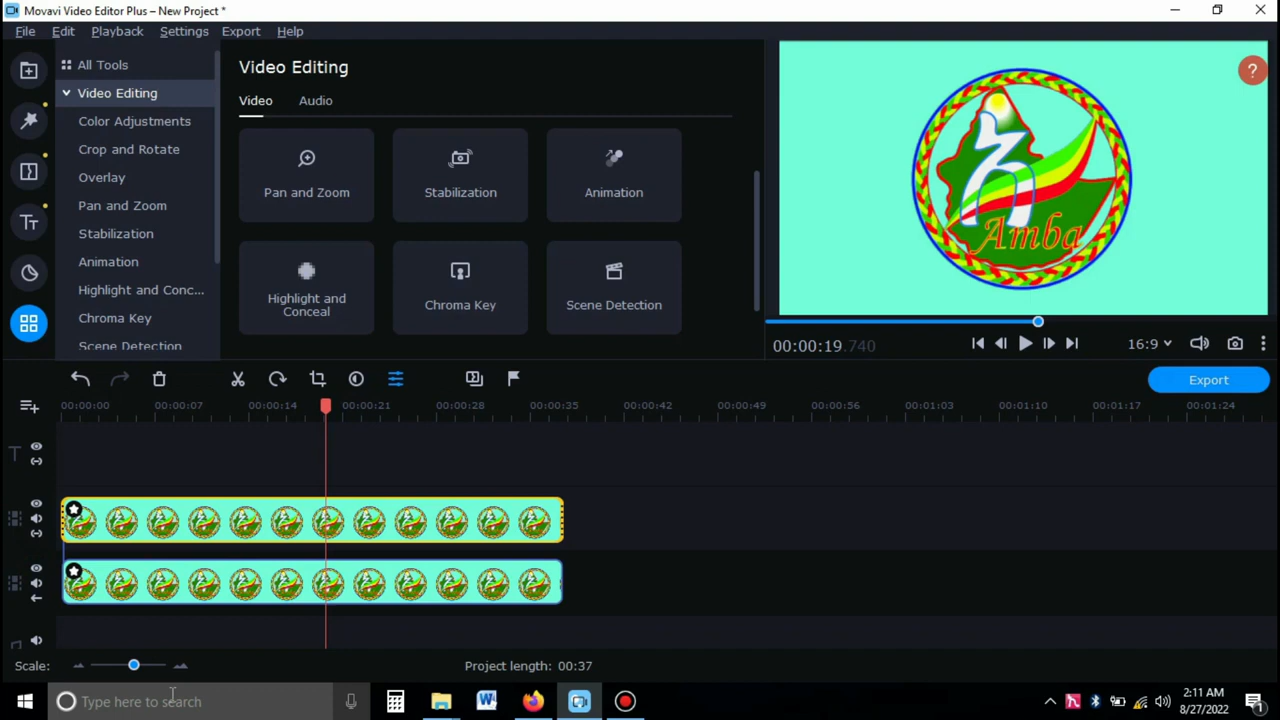 Movavi Video Editor Plus – New Project *
File Edit Playback Settings Export Help
All Tools
Video Editing
Color Adjustments
Crop and Rotate
Overlay
Pan and Zoom
Stabilization
Animation
Highlight and Conc...
Chroma Key
Scene Detection
Video Editing
Video Audio
Pan and Zoom Stabilization Animation
Highlight and Conceal Chroma Key Scene Detection
አ
Amba
?
00:00:19.740
16:9
Export
00:00:00 00:00:07 00:00:14 00:00:21 00:00:28 00:00:35 00:00:42 00:00:49 00:00:56 00:01:03 00:01:10 00:01:17 00:01:24
Scale:
Project length: 00:37
Type here to search
2:11 AM
8/27/2022